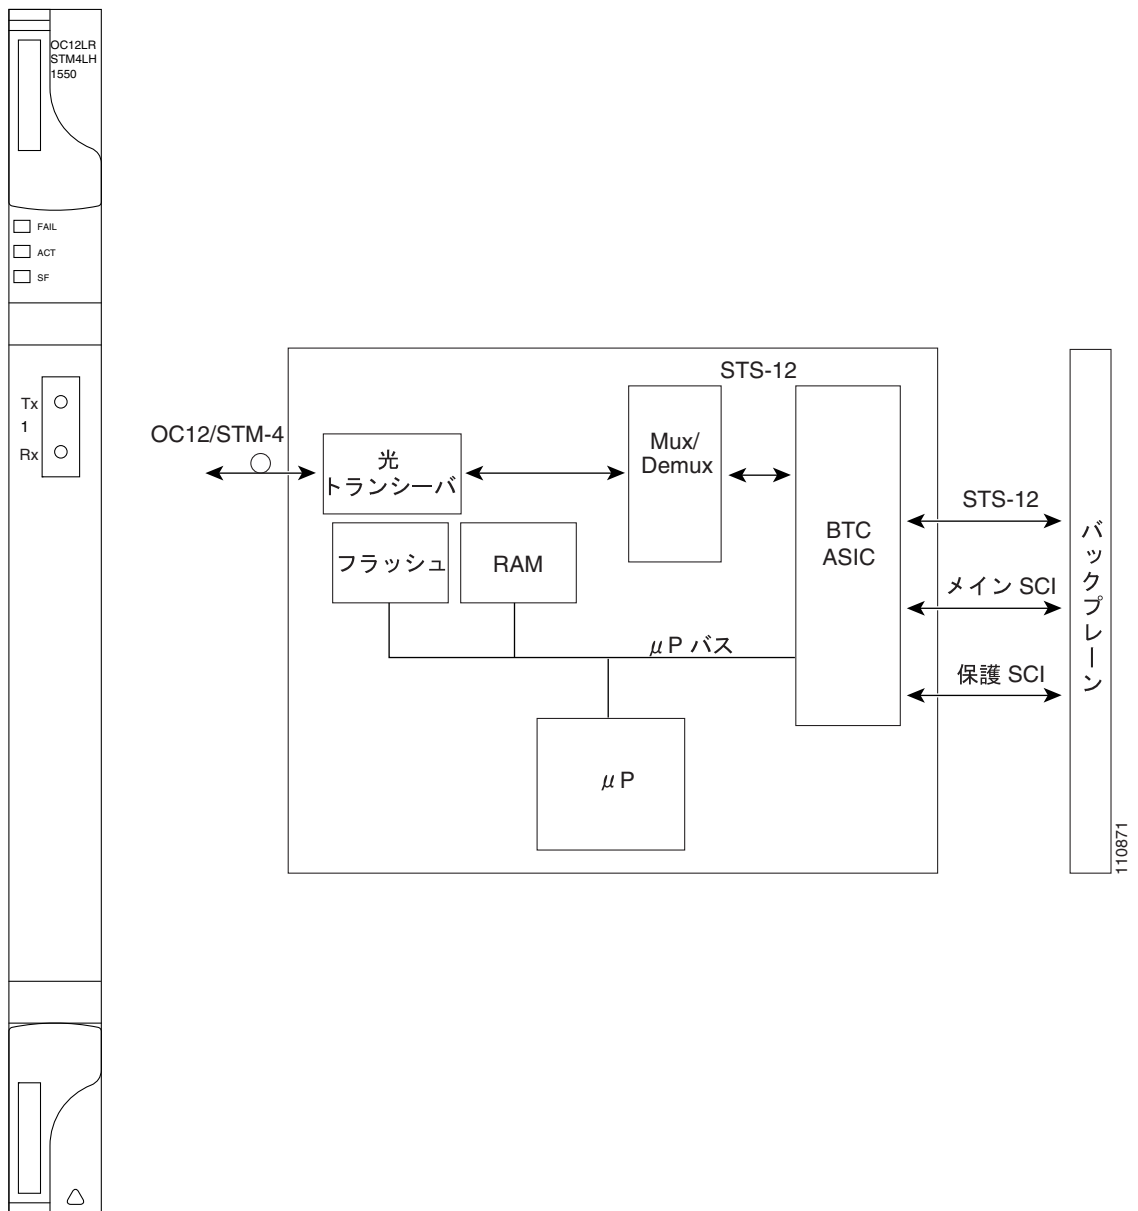 OC12LR
STM4LH
1550
FAIL
ACT
SF
Tx
1
Rx
OC12/STM-4
STS-12
光
トランシーバ
Mux/
Demux
フラッシュ
RAM
BTC
ASIC
μP バス
μP
STS-12
メイン SCI
保護 SCI
バックプレーン
110871